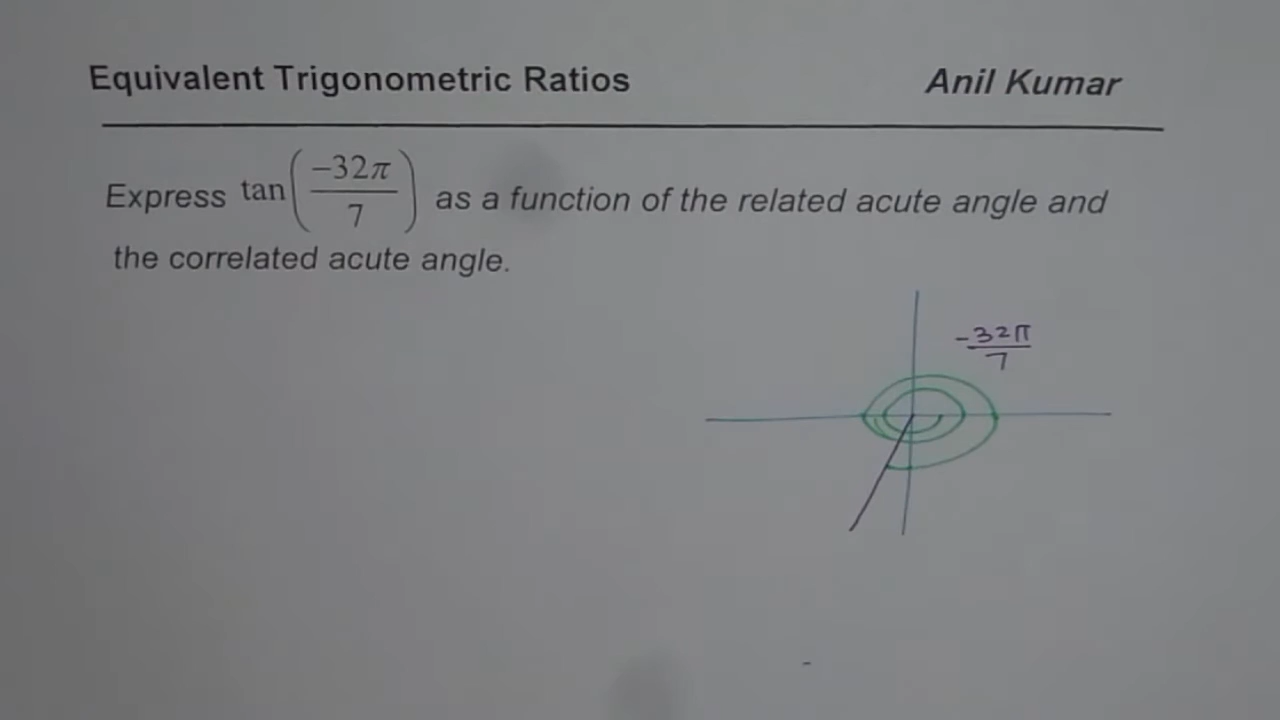 Equivalent Trigonometric Ratios Anil Kumar
Express tan(−32π/7) as a function of the related acute angle and
the correlated acute angle.
-32π/7